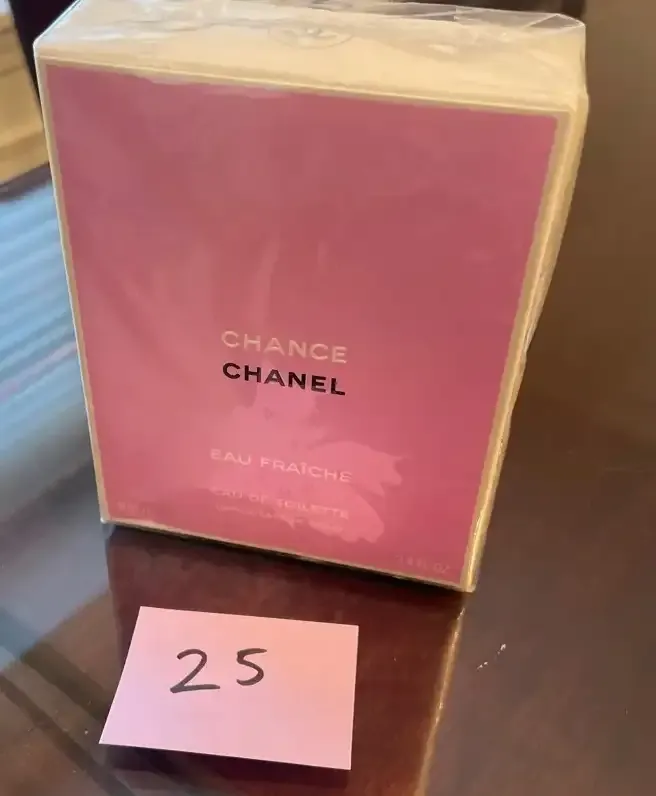 CHANCE
CHANEL
EAU FRAÎCHE
EAU DE TOILETTE
25